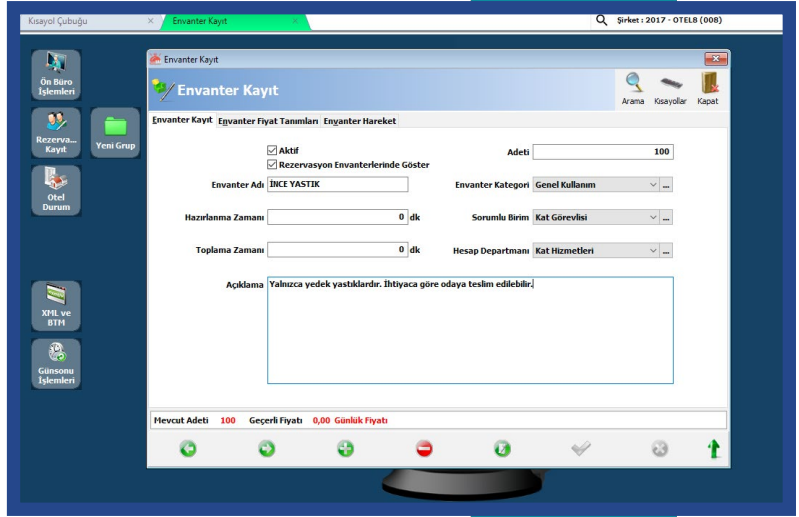 Kısayol Çubuğu
Envanter Kayıt
Şirket : 2017 - OTEL8 (008)
Ön Büro
İşlemleri
Rezerva...
Kayıt
Yeni Grup
Otel
Durum
XML ve
BTM
Günsonu
İşlemleri
Envanter Kayıt
Envanter Kayıt
Arama Kısayollar Kapat
Envanter Kayıt Envanter Fiyat Tanımları Envanter Hareket
Aktif
Rezervasyon Envanterlerinde Göster
Adeti 100
Envanter Adı İNCE YASTIK
Envanter Kategori Genel Kullanım ...
Hazırlanma Zamanı 0 dk
Sorumlu Birim Kat Görevlisi ...
Toplama Zamanı 0 dk
Hesap Departmanı Kat Hizmetleri ...
Açıklama Yalnızca yedek yastıklardır. İhtiyaca göre odaya teslim edilebilir.
Mevcut Adeti 100 Geçerli Fiyatı 0,00 Günlük Fiyatı